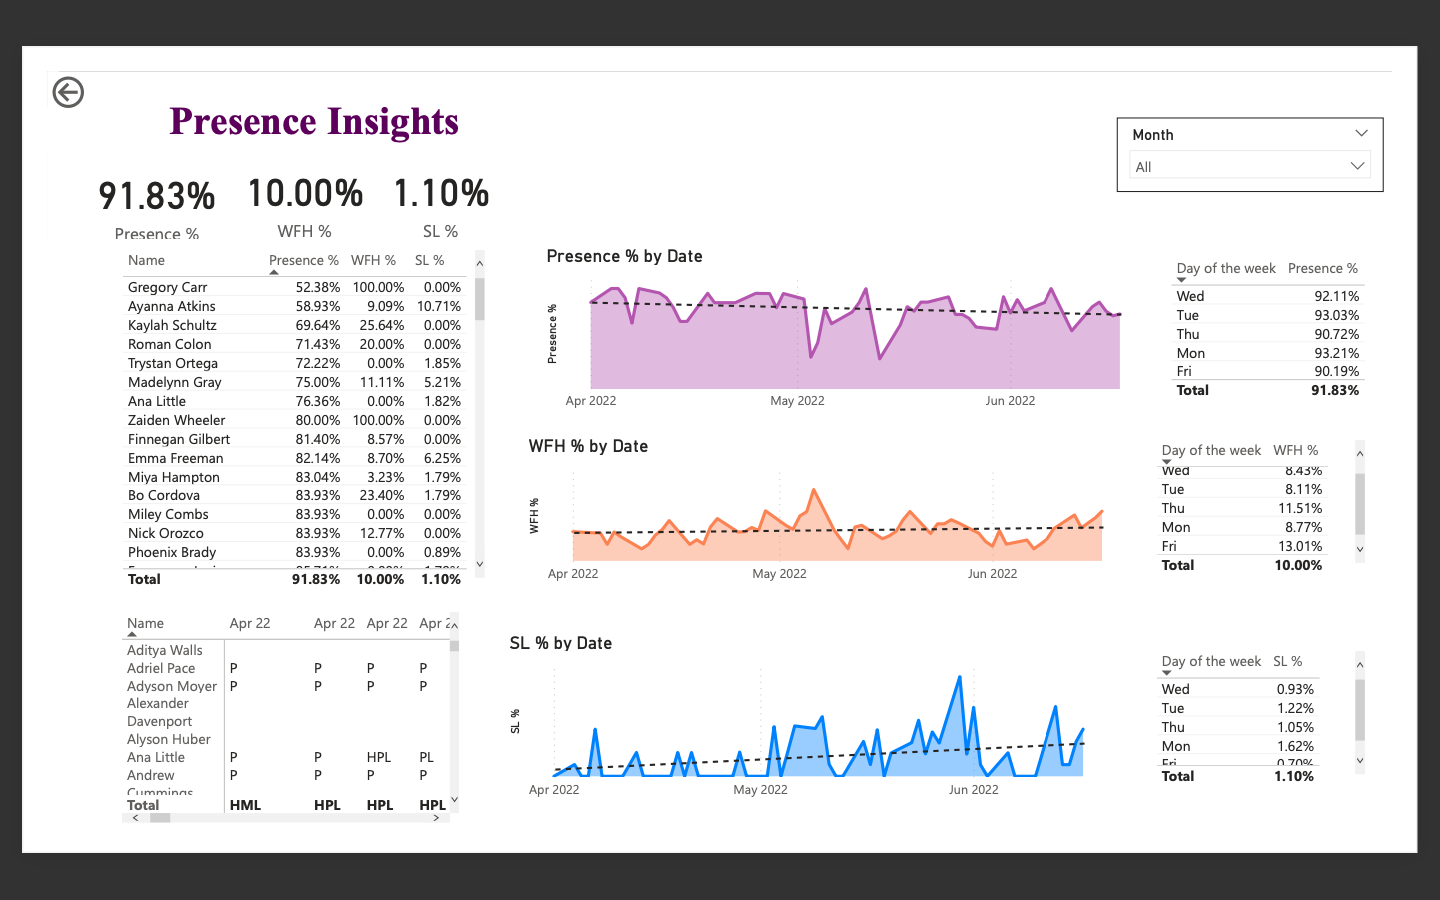 Presence Insights
Month
All
91.83% 10.00% 1.10%
Presence % WFH % SL %
Name Presence % WFH % SL %
Gregory Carr 52.38% 100.00% 0.00%
Ayanna Atkins 58.93% 9.09% 10.71%
Kaylah Schultz 69.64% 25.64% 0.00%
Roman Colon 71.43% 20.00% 0.00%
Trystan Ortega 72.22% 0.00% 1.85%
Madelynn Gray 75.00% 11.11% 5.21%
Ana Little 76.36% 0.00% 1.82%
Zaiden Wheeler 80.00% 100.00% 0.00%
Finnegan Gilbert 81.40% 8.57% 0.00%
Emma Freeman 82.14% 8.70% 6.25%
Miya Hampton 83.04% 3.23% 1.79%
Bo Cordova 83.93% 23.40% 1.79%
Miley Combs 83.93% 0.00% 0.00%
Nick Orozco 83.93% 12.77% 0.00%
Phoenix Brady 83.93% 0.00% 0.89%
Total 91.83% 10.00% 1.10%
Name Apr 22 Apr 22 Apr 22 Apr 2
Aditya Walls
Adriel Pace P P P P
Adyson Moyer P P P P
Alexander
Davenport
Alyson Huber
Ana Little P P HPL PL
Andrew P P P P
Cummings
Total HML HPL HPL HPL
Presence % by Date
Presence %
Apr 2022 May 2022 Jun 2022
WFH % by Date
WFH %
Apr 2022 May 2022 Jun 2022
SL % by Date
SL %
Apr 2022 May 2022 Jun 2022
Day of the week Presence %
Wed 92.11%
Tue 93.03%
Thu 90.72%
Mon 93.21%
Fri 90.19%
Total 91.83%
Day of the week WFH %
Wed 8.43%
Tue 8.11%
Thu 11.51%
Mon 8.77%
Fri 13.01%
Total 10.00%
Day of the week SL %
Wed 0.93%
Tue 1.22%
Thu 1.05%
Mon 1.62%
Fri 0.70%
Total 1.10%